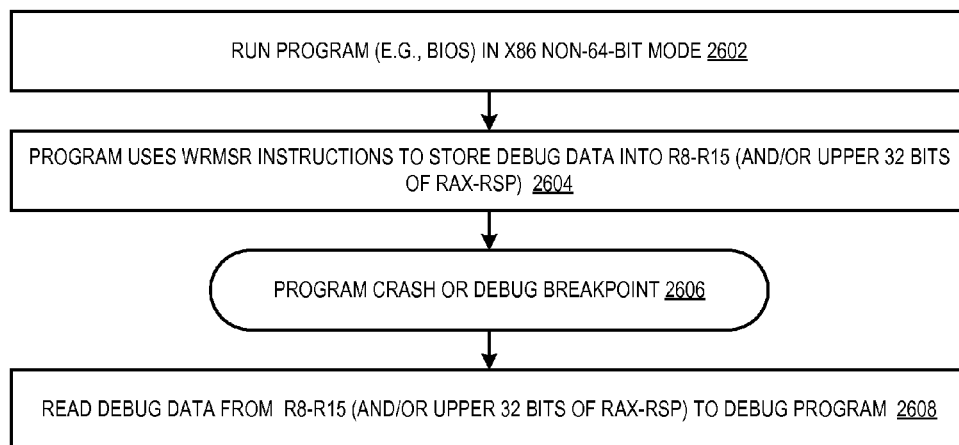 RUN PROGRAM (E.G., BIOS) IN X86 NON-64-BIT MODE 2602
PROGRAM USES WRMSR INSTRUCTIONS TO STORE DEBUG DATA INTO R8-R15 (AND/OR UPPER 32 BITS
OF RAX-RSP) 2604
PROGRAM CRASH OR DEBUG BREAKPOINT 2606
READ DEBUG DATA FROM R8-R15 (AND/OR UPPER 32 BITS OF RAX-RSP) TO DEBUG PROGRAM 2608